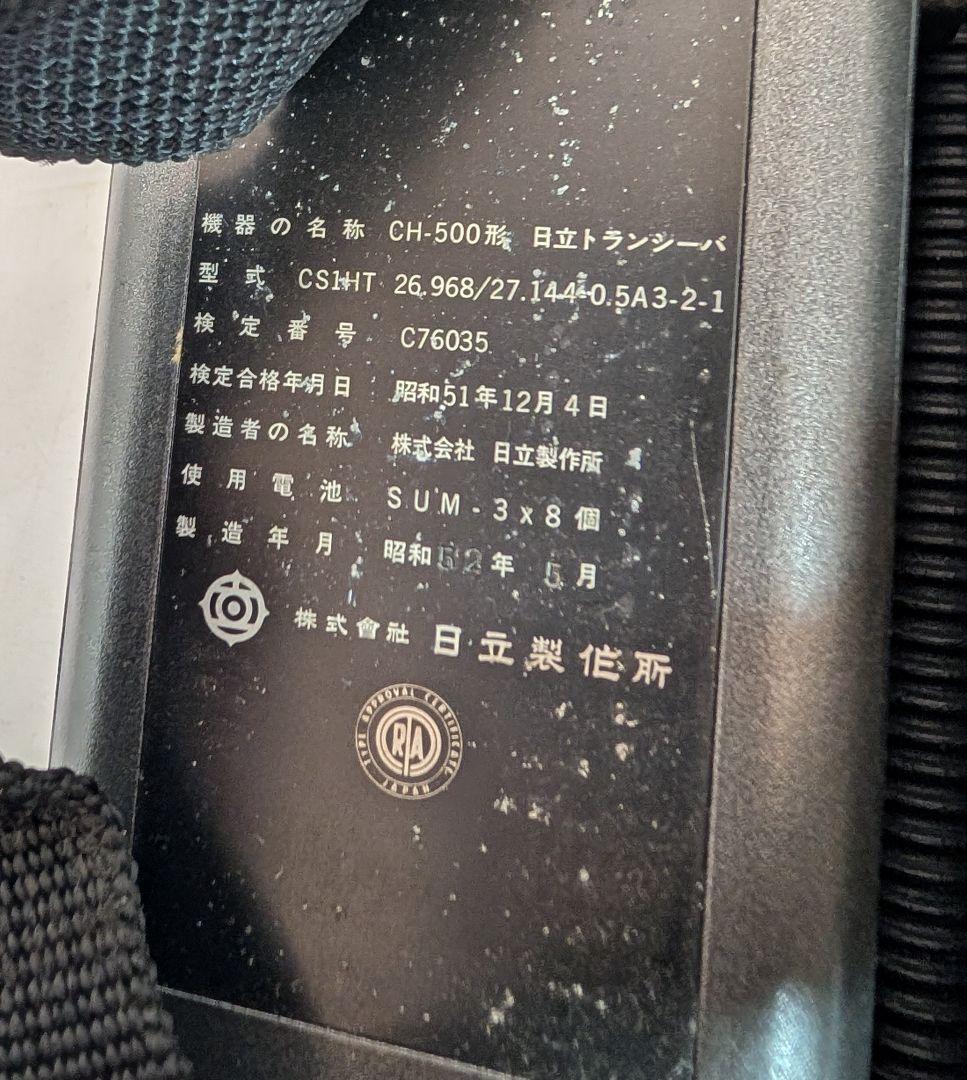 機器の名称 CH-500形 日立トランシーバ
型式 CS1HT 26.968/27.144-0.5A3-2-1
検定番号 C76035
検定合格年月日 昭和51年12月4日
製造者の名称 株式会社 日立製作所
使用電池 SUM-3x8個
製造年月 昭和52年 5月
株式會社 日立製作所
TYPE APPROVAL CERTIFICATE
RTA
JAPAN